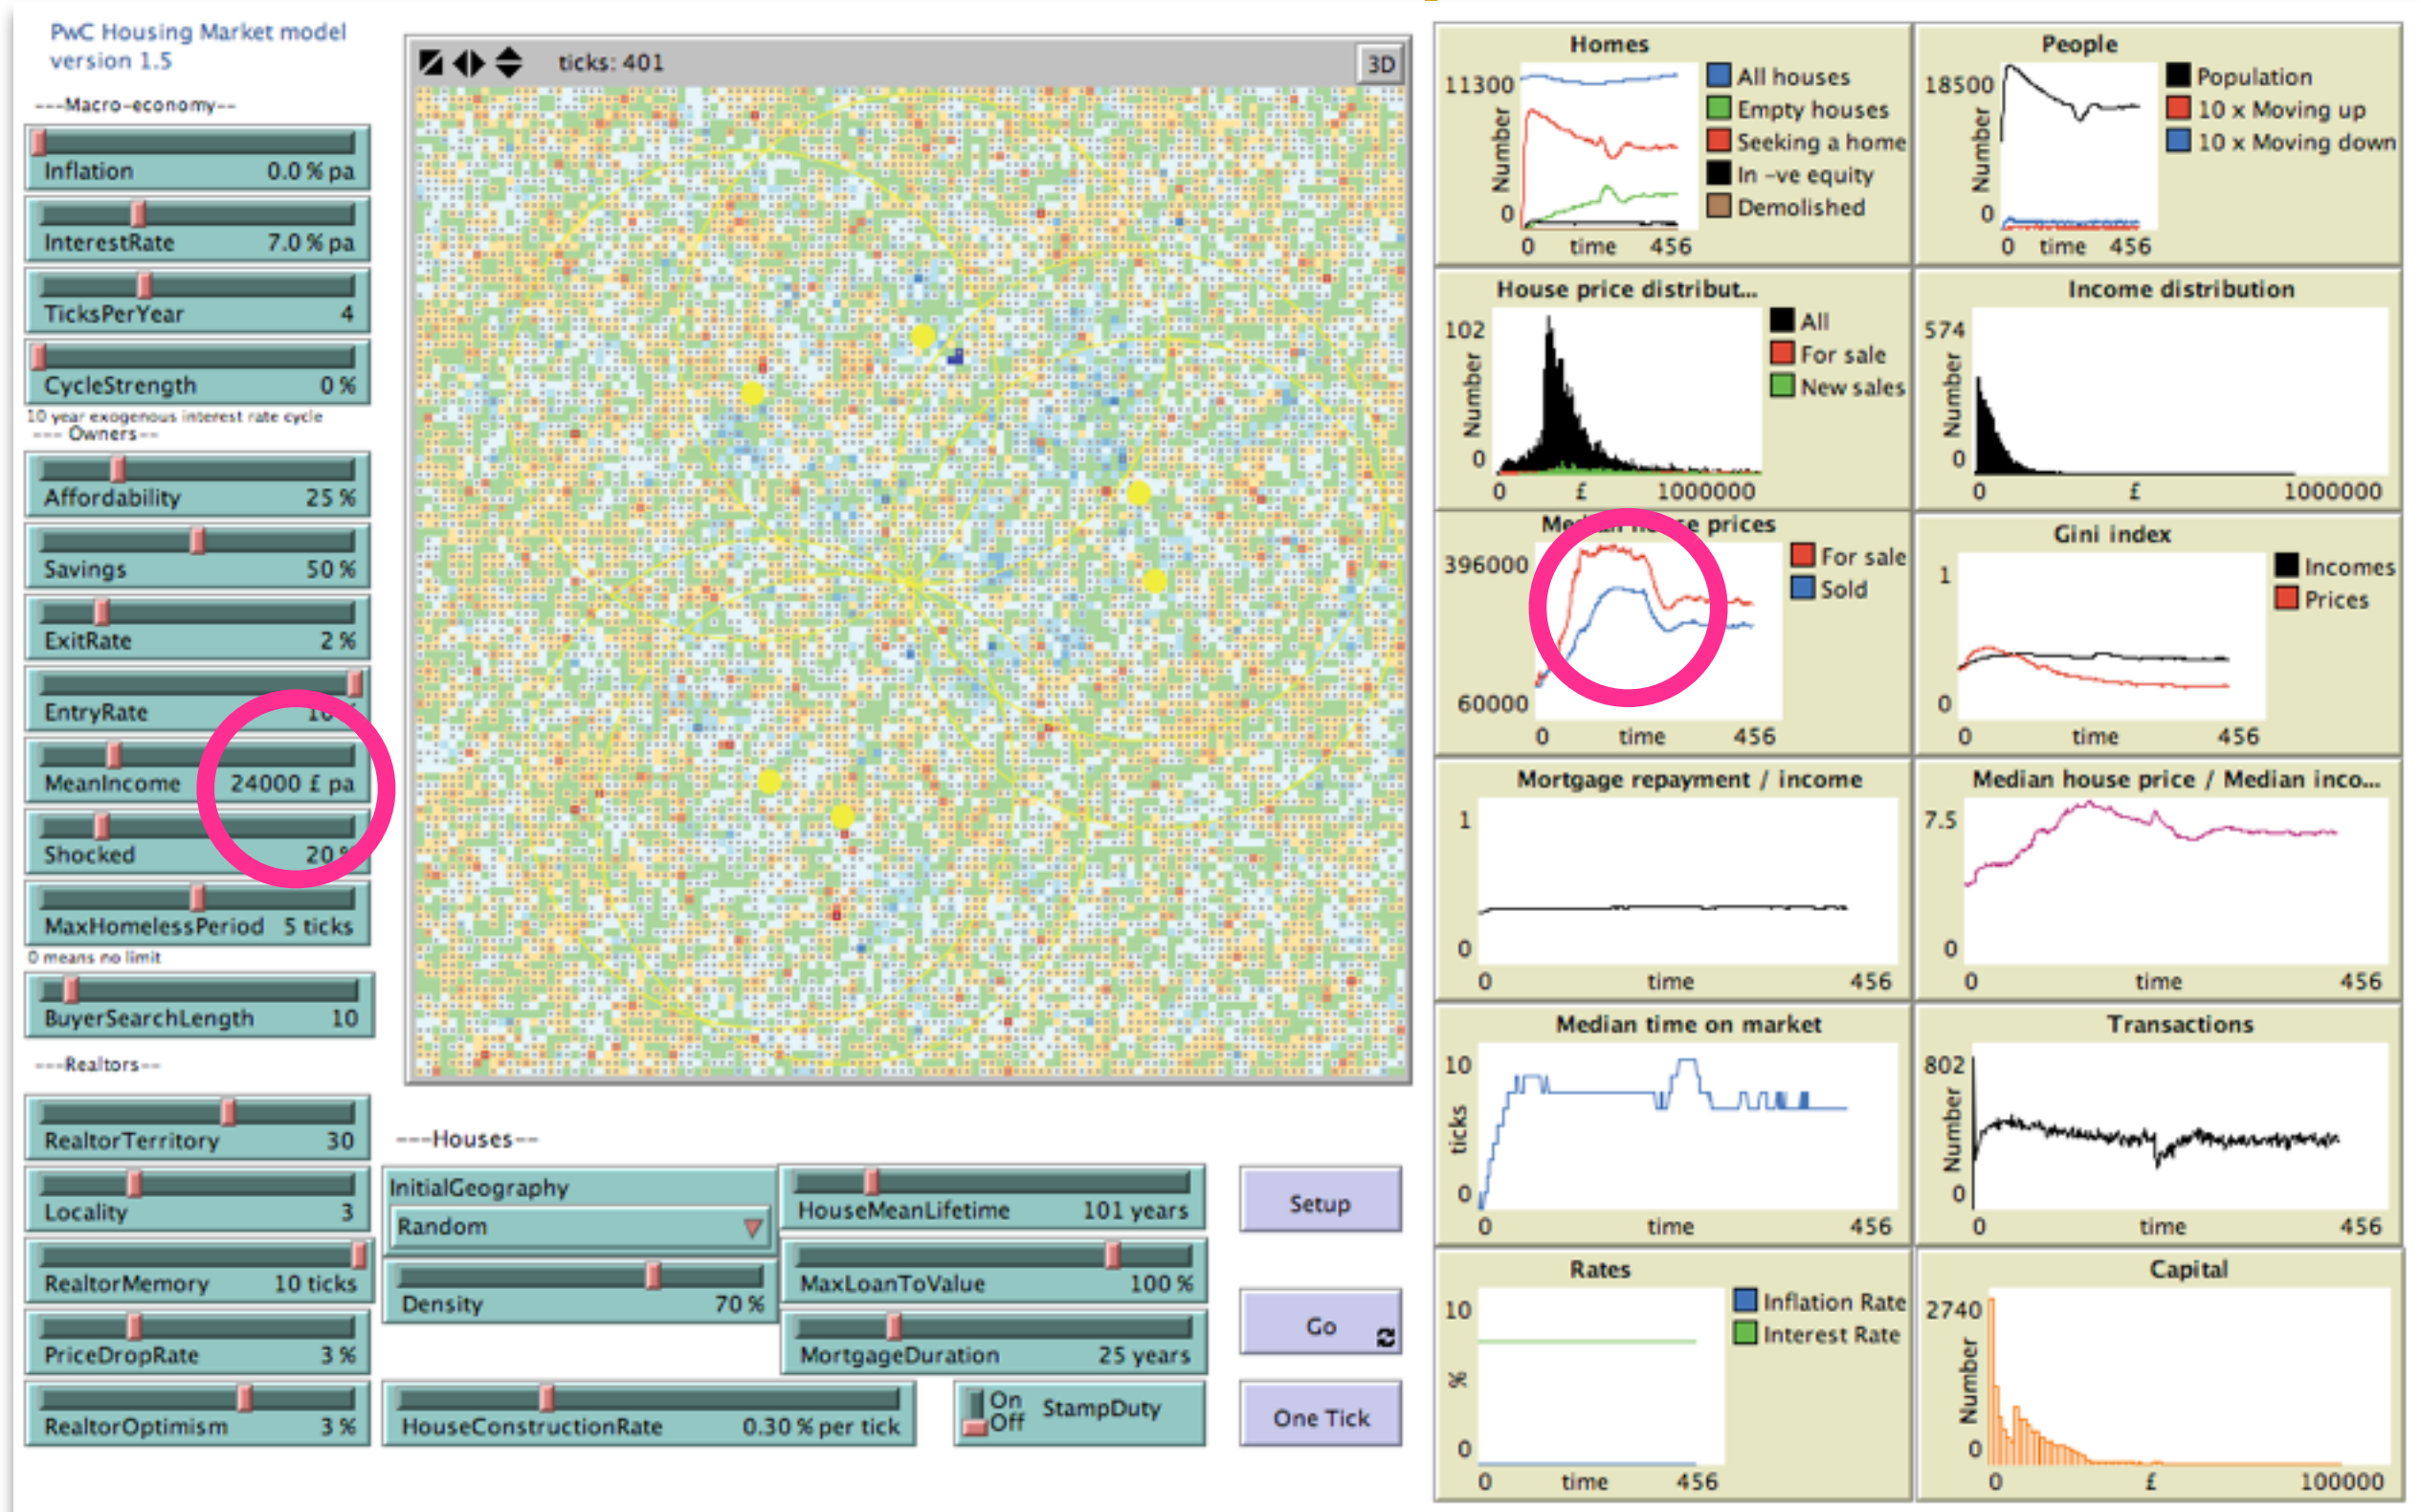 PwC Housing Market model
version 1.5
---Macro-economy--
Inflation 0.0 % pa
InterestRate 7.0 % pa
TicksPerYear 4
CycleStrength 0 %
10 year exogenous interest rate cycle
--- Owners--
Affordability 25 %
Savings 50 %
ExitRate 2 %
EntryRate
MeanIncome 24000 £ pa
Shocked 20 %
MaxHomelessPeriod 5 ticks
0 means no limit
BuyerSearchLength 10
---Realtors--
RealtorTerritory 30
Locality 3
RealtorMemory 10 ticks
PriceDropRate 3 %
RealtorOptimism 3 %
ticks: 401
3D
---Houses--
InitialGeography
Random
Density 70 %
HouseMeanLifetime 101 years
MaxLoanToValue 100 %
MortgageDuration 25 years
HouseConstructionRate 0.30 % per tick
On
Off
StampDuty
Setup
Go
One Tick
Homes
11300
Number
0
0 time 456
All houses
Empty houses
Seeking a home
In -ve equity
Demolished
People
18500
Number
0
0 time 456
Population
10 x Moving up
10 x Moving down
House price distribut...
102
Number
0
0 £ 1000000
All
For sale
New sales
Income distribution
574
Number
0
0 £ 1000000
Median house prices
396000
60000
0 time 456
For sale
Sold
Gini index
1
0
0 time 456
Incomes
Prices
Mortgage repayment / income
1
0
0 time 456
Median house price / Median inco...
7.5
0
0 time 456
Median time on market
10
ticks
0
0 time 456
Transactions
802
Number
0
0 time 456
Rates
10
%
0
0 time 456
Inflation Rate
Interest Rate
Capital
2740
Number
0
0 £ 100000